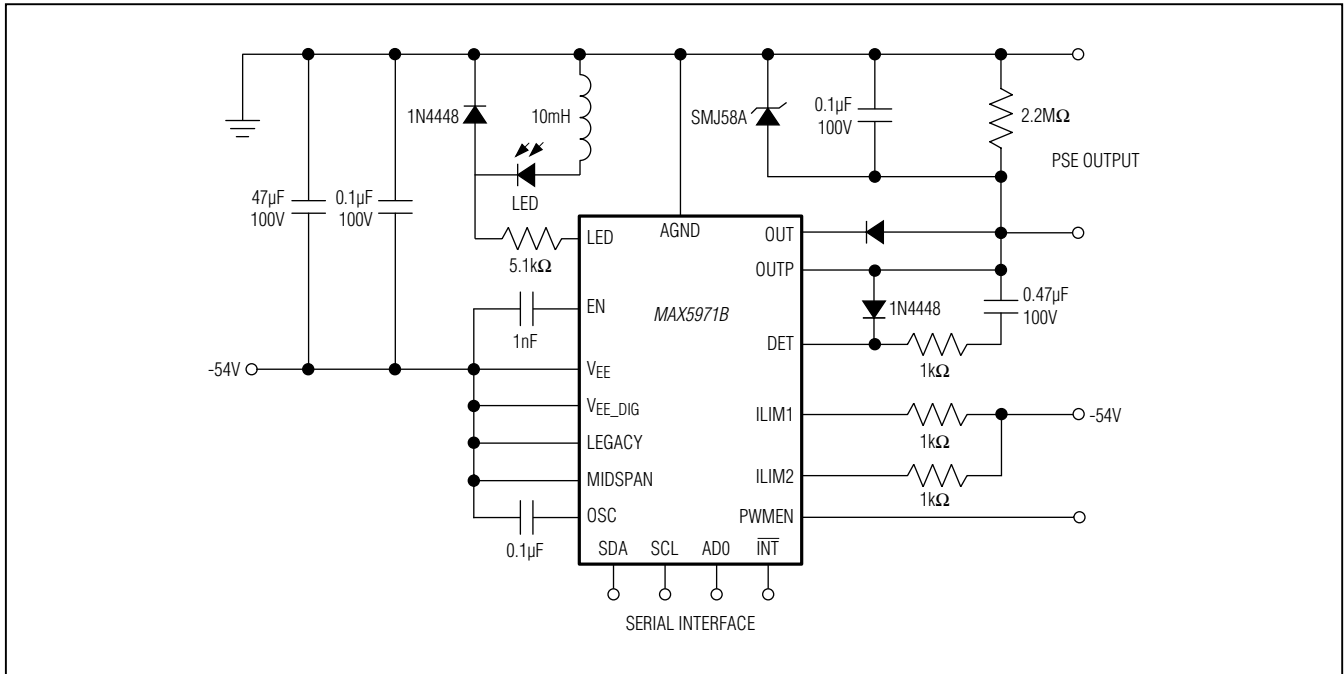 1N4448
10mH
LED
47µF
100V
0.1µF
100V
5.1kΩ
1nF
-54V
0.1µF
SMJ58A
0.1µF
100V
2.2MΩ
PSE OUTPUT
LED
AGND
OUT
OUTP
EN
MAX5971B
1N4448
0.47µF
100V
DET
1kΩ
VEE
VEE_DIG
LEGACY
MIDSPAN
OSC
ILIM1
1kΩ
-54V
ILIM2
1kΩ
PWMEN
SDA SCL AD0 INT
SERIAL INTERFACE